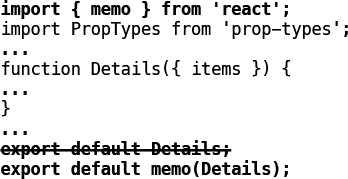 import { memo } from 'react';
import PropTypes from 'prop-types';
...
function Details({ items }) {
...
}
...
export default Details;
export default memo(Details);